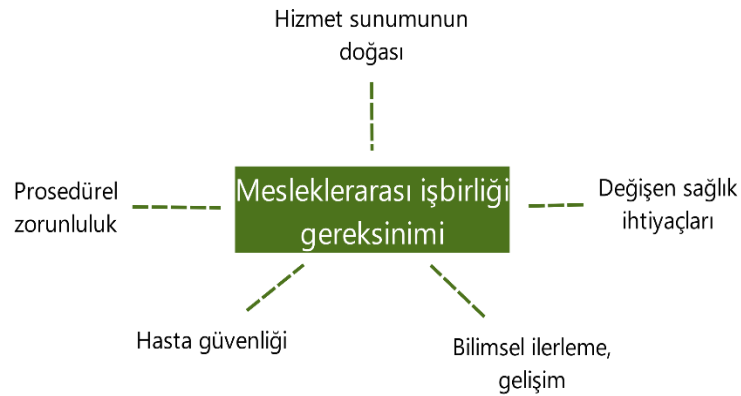 Hizmet sunumunun
doğası
Prosedürel
zorunluluk
Mesleklerarası işbirliği
gereksinimi
Değişen sağlık
ihtiyaçları
Hasta güvenliği
Bilimsel ilerleme,
gelişim